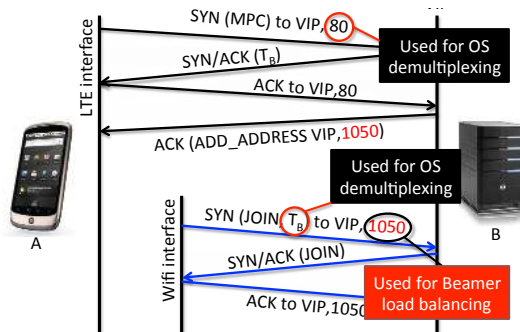 SYN (MPC) to VIP,80
Used for OS
demultiplexing
SYN/ACK (TB)
ACK to VIP,80
LTE interface
ACK (ADD_ADDRESS VIP,1050)
Used for OS
demultiplexing
A
B
SYN (JOIN, TB) to VIP,1050
SYN/ACK (JOIN)
Wifi interface
Used for Beamer
load balancing
ACK to VIP,1050